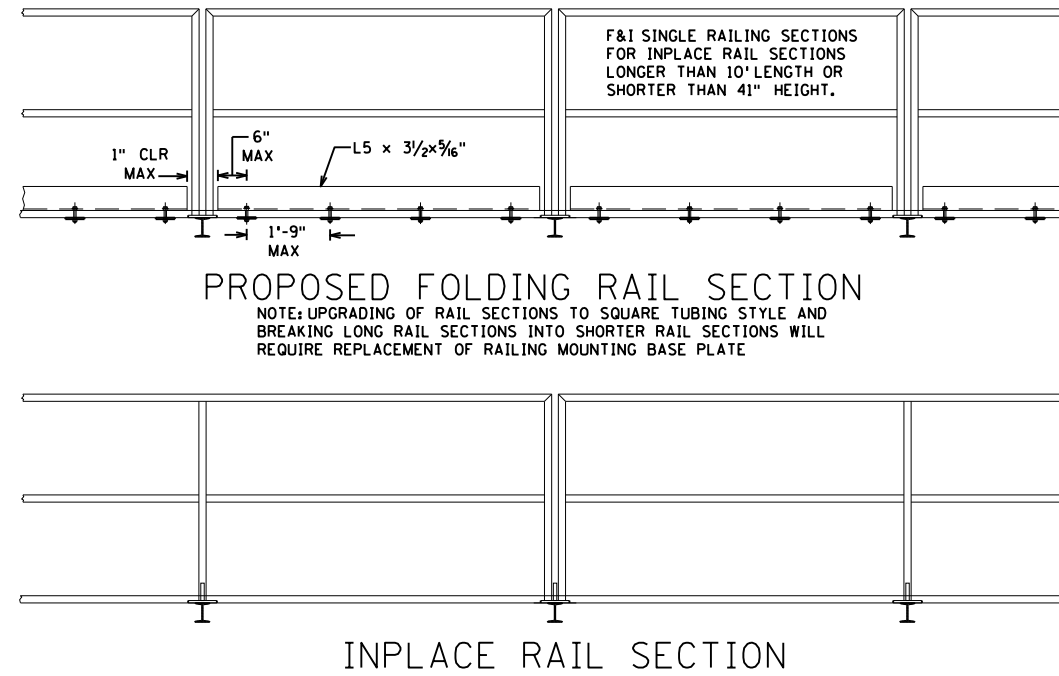 F&I SINGLE RAILING SECTIONS
FOR INPLACE RAIL SECTIONS
LONGER THAN 10' LENGTH OR
SHORTER THAN 41" HEIGHT.
1" CLR
MAX
6"
MAX
L5 x 3½x5⁄16"
1'-9"
MAX
PROPOSED FOLDING RAIL SECTION
NOTE: UPGRADING OF RAIL SECTIONS TO SQUARE TUBING STYLE AND
BREAKING LONG RAIL SECTIONS INTO SHORTER RAIL SECTIONS WILL
REQUIRE REPLACEMENT OF RAILING MOUNTING BASE PLATE
INPLACE RAIL SECTION